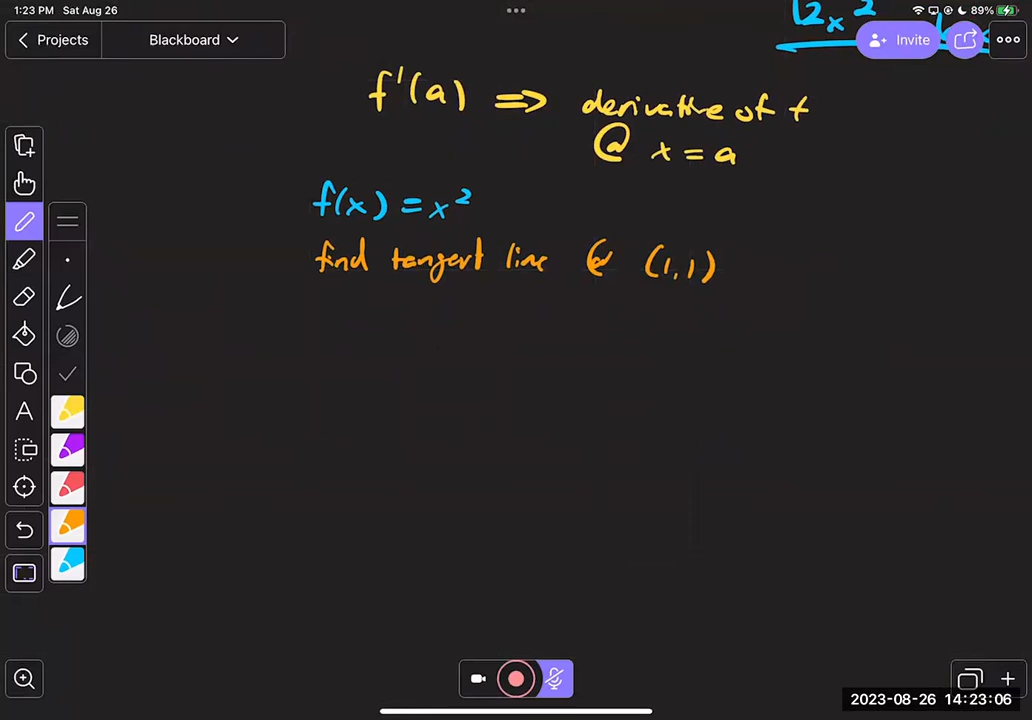 1:23 PM Sat Aug 26
89%
12x²
Projects
Blackboard
Invite
f'(a) ⇒ derivative of f
@ x = a
f(x) = x²
find tangent line @ (1,1)
A
2023-08-26 14:23:06